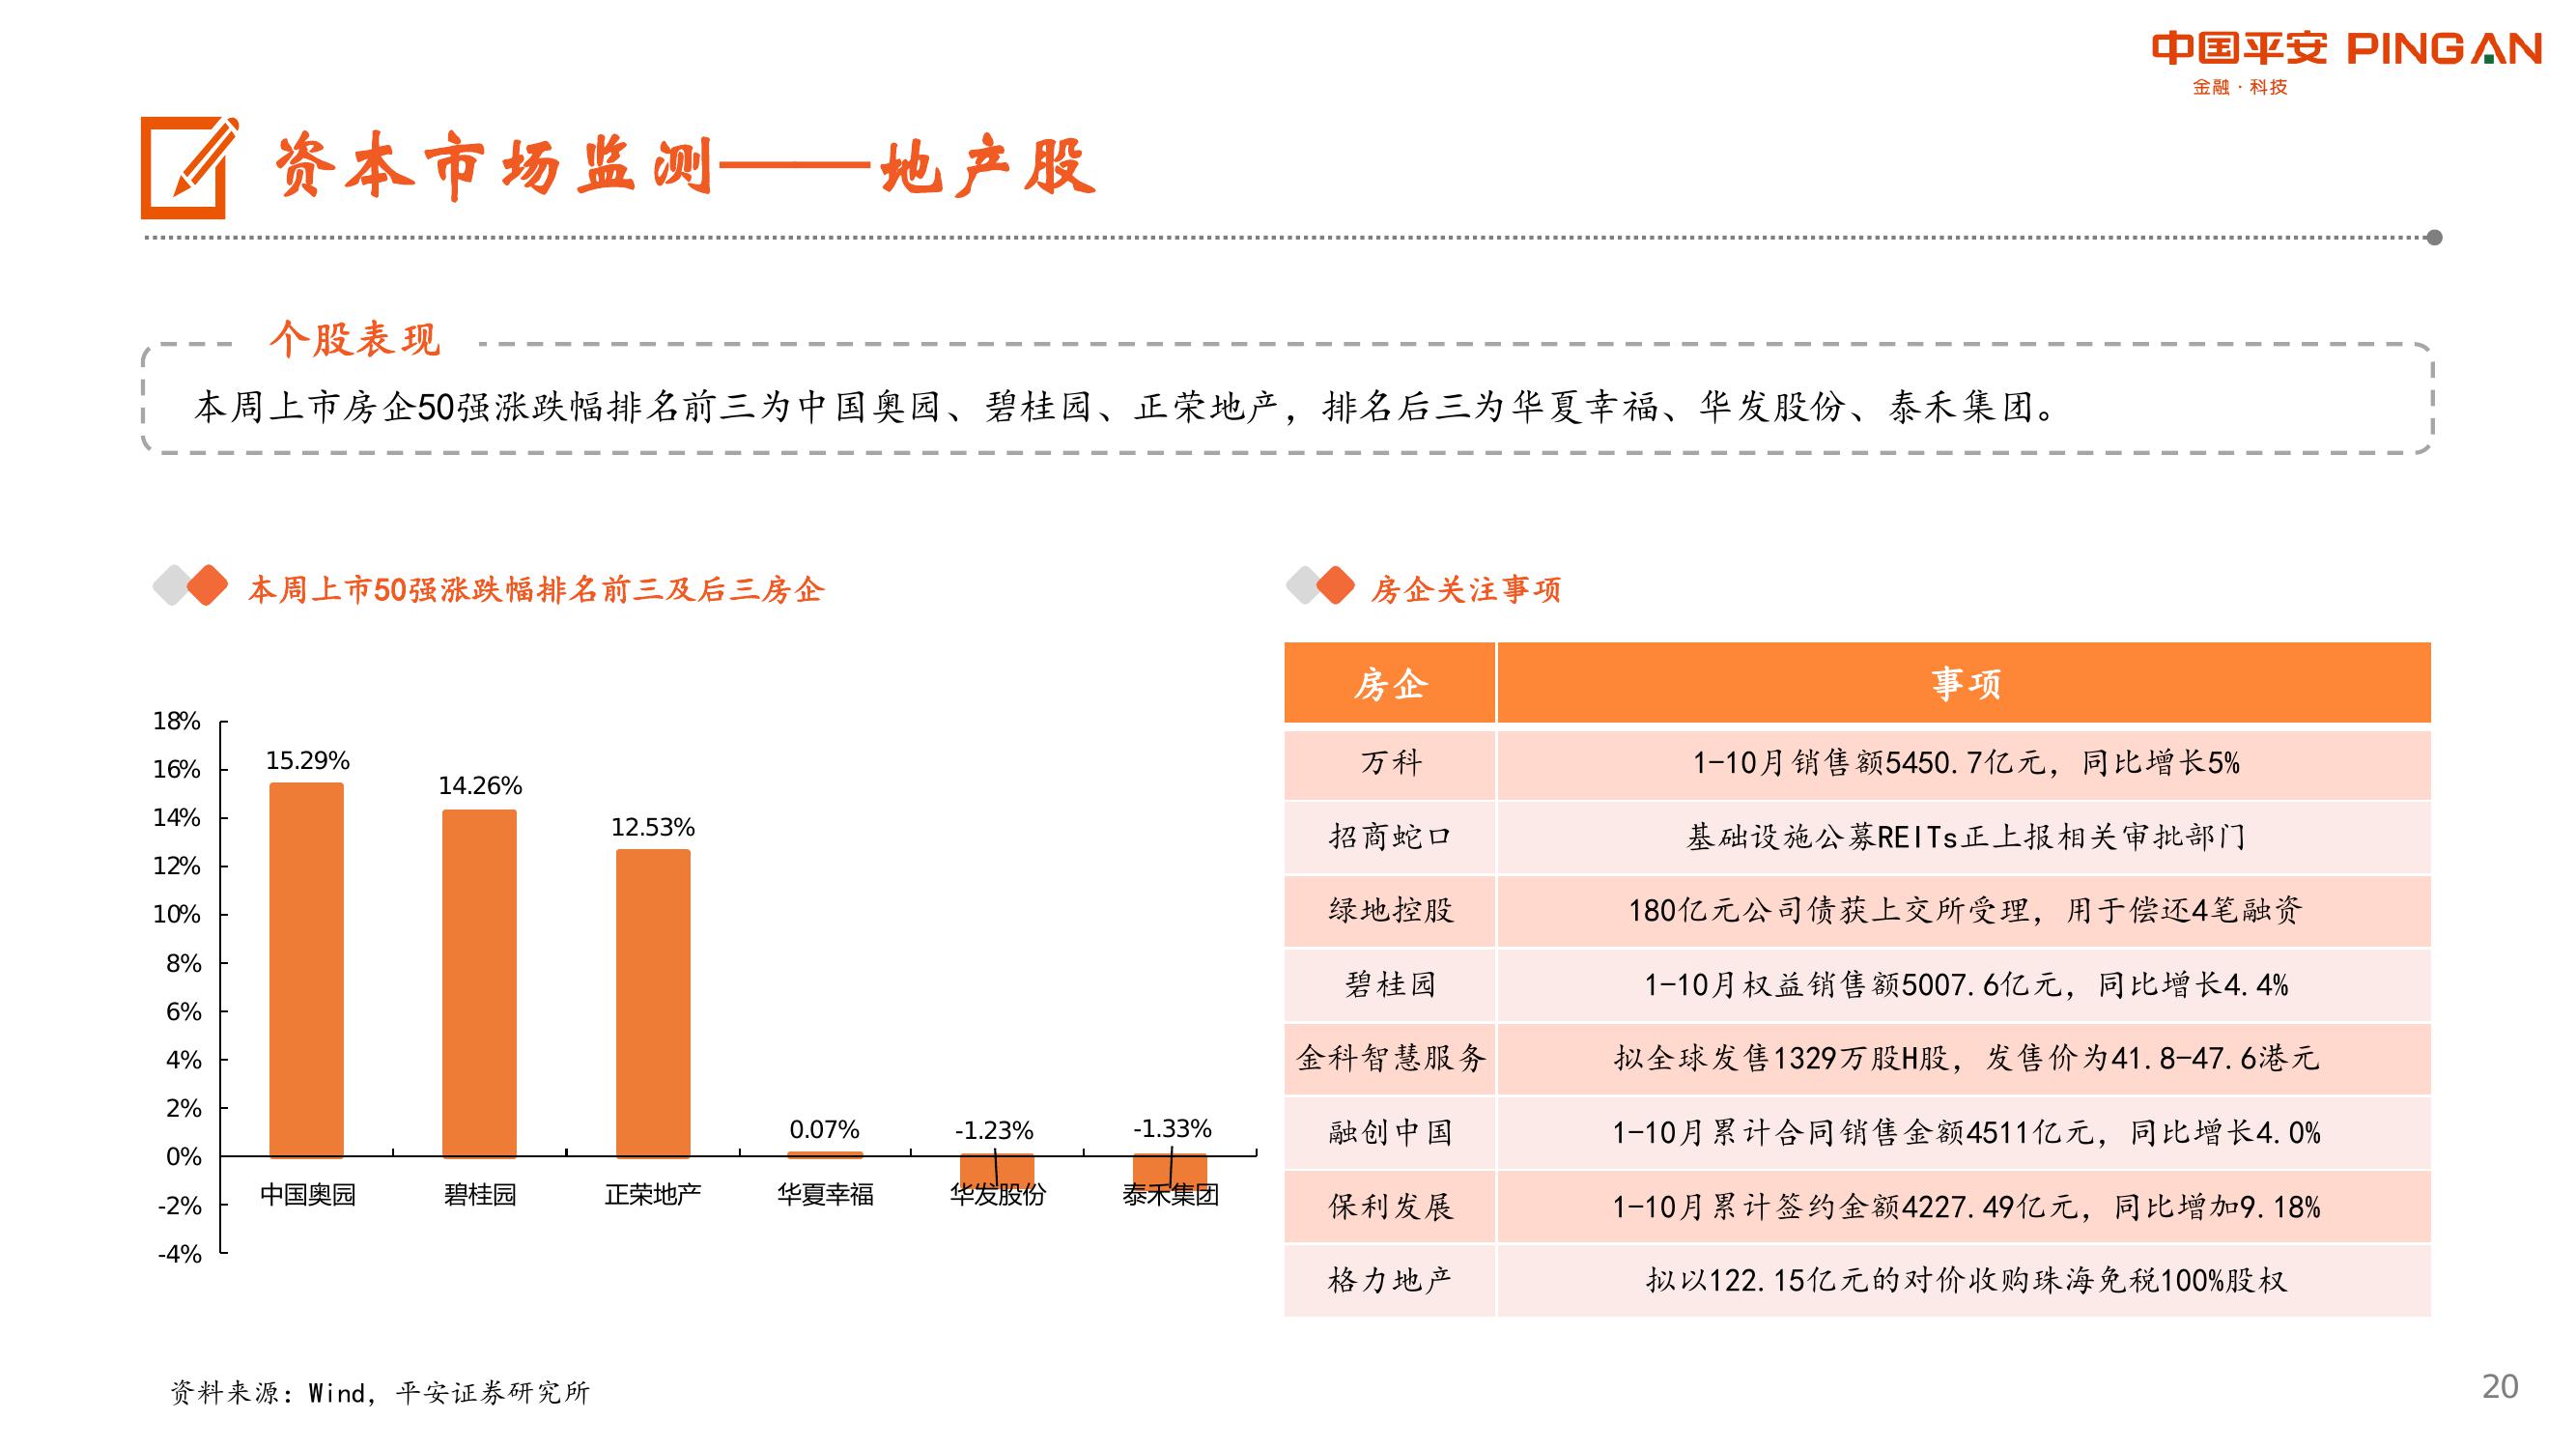 中国平安 PINGAN
金融·科技
资本市场监测——地产股
个股表现
本周上市房企50强涨跌幅排名前三为中国奥园、碧桂园、正荣地产，排名后三为华夏幸福、华发股份、泰禾集团。
本周上市50强涨跌幅排名前三及后三房企
18%
16%
14%
12%
10%
8%
6%
4%
2%
0%
-2%
-4%
15.29%
14.26%
12.53%
0.07%
-1.23%
-1.33%
中国奥园 碧桂园 正荣地产 华夏幸福 华发股份 泰禾集团
房企关注事项
房企 事项
万科 1-10月销售额5450.7亿元，同比增长5%
招商蛇口 基础设施公募REITs正上报相关审批部门
绿地控股 180亿元公司债获上交所受理，用于偿还4笔融资
碧桂园 1-10月权益销售额5007.6亿元，同比增长4.4%
金科智慧服务 拟全球发售1329万股H股，发售价为41.8-47.6港元
融创中国 1-10月累计合同销售金额4511亿元，同比增长4.0%
保利发展 1-10月累计签约金额4227.49亿元，同比增加9.18%
格力地产 拟以122.15亿元的对价收购珠海免税100%股权
资料来源：Wind，平安证券研究所
20